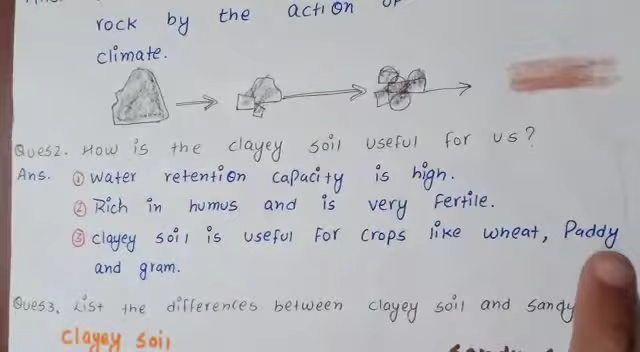 rock by the action of
climate.
Ques2. How is the clayey soil useful for us?
Ans. ① Water retention capacity is high.
② Rich in humus and is very fertile.
③ clayey soil is useful for crops like wheat, Paddy
and gram.
Ques3. List the differences between clayey soil and sandy
clayey soil